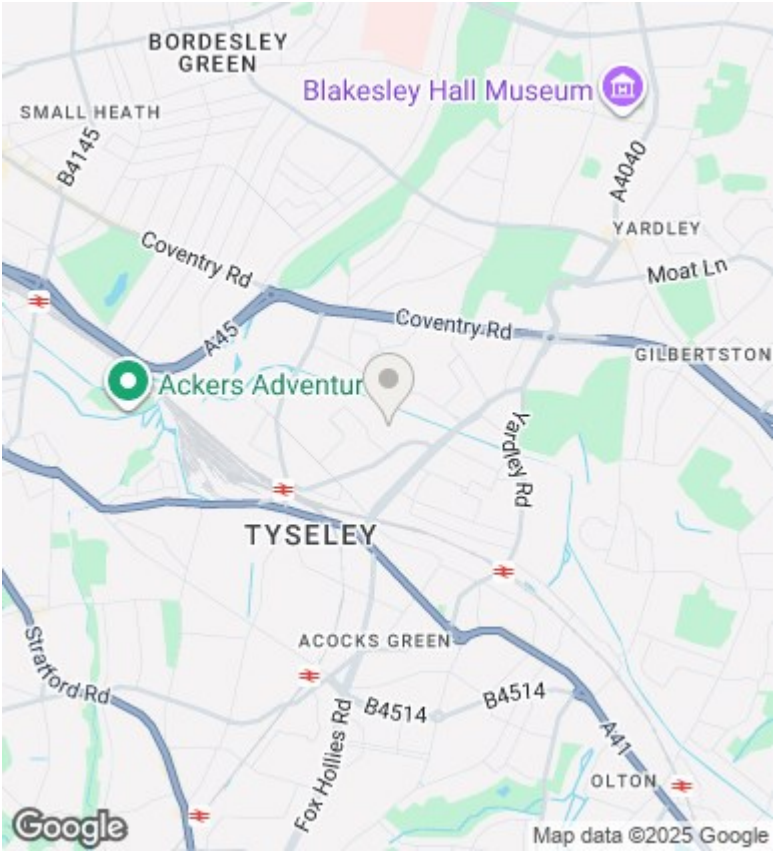 BORDESLEY
GREEN
Blakesley Hall Museum
SMALL HEATH
B4145
A4040
YARDLEY
Coventry Rd
Moat Ln
A45
Coventry Rd
GILBERTSTON
Ackers Adventur
Yardley Rd
TYSELEY
ACOCKS GREEN
Stratford Rd
B4514
B4514
Fox Hollies Rd
A41
OLTON
Google
Map data ©2025 Google